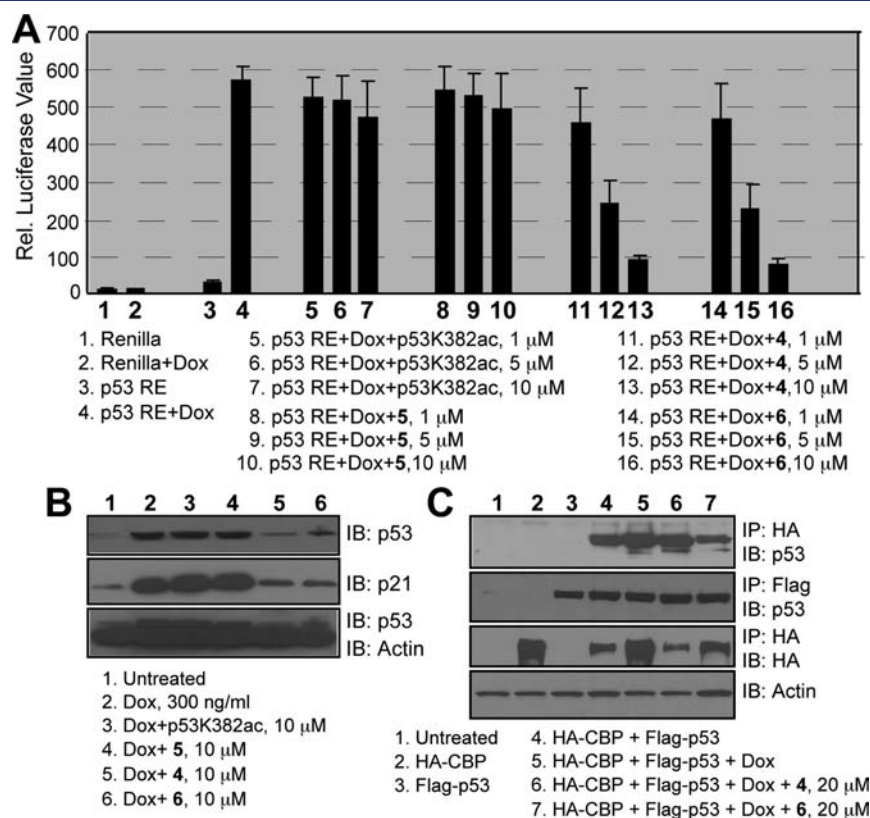 A
Rel. Luciferase Value
700
600
500
400
300
200
100
0
1 2 3 4 5 6 7 8 9 10 11 12 13 14 15 16
1. Renilla
2. Renilla+Dox
3. p53 RE
4. p53 RE+Dox
5. p53 RE+Dox+p53K382ac, 1 μM
6. p53 RE+Dox+p53K382ac, 5 μM
7. p53 RE+Dox+p53K382ac, 10 μM
8. p53 RE+Dox+5, 1 μM
9. p53 RE+Dox+5, 5 μM
10. p53 RE+Dox+5,10 μM
11. p53 RE+Dox+4, 1 μM
12. p53 RE+Dox+4, 5 μM
13. p53 RE+Dox+4,10 μM
14. p53 RE+Dox+6, 1 μM
15. p53 RE+Dox+6, 5 μM
16. p53 RE+Dox+6,10 μM
B
1 2 3 4 5 6
IB: p53
IB: p21
IB: p53
IB: Actin
1. Untreated
2. Dox, 300 ng/ml
3. Dox+p53K382ac, 10 μM
4. Dox+ 5, 10 μM
5. Dox+ 4, 10 μM
6. Dox+ 6, 10 μM
C
1 2 3 4 5 6 7
IP: HA
IB: p53
IP: Flag
IB: p53
IP: HA
IB: HA
IB: Actin
1. Untreated
2. HA-CBP
3. Flag-p53
4. HA-CBP + Flag-p53
5. HA-CBP + Flag-p53 + Dox
6. HA-CBP + Flag-p53 + Dox + 4, 20 μM
7. HA-CBP + Flag-p53 + Dox + 6, 20 μM